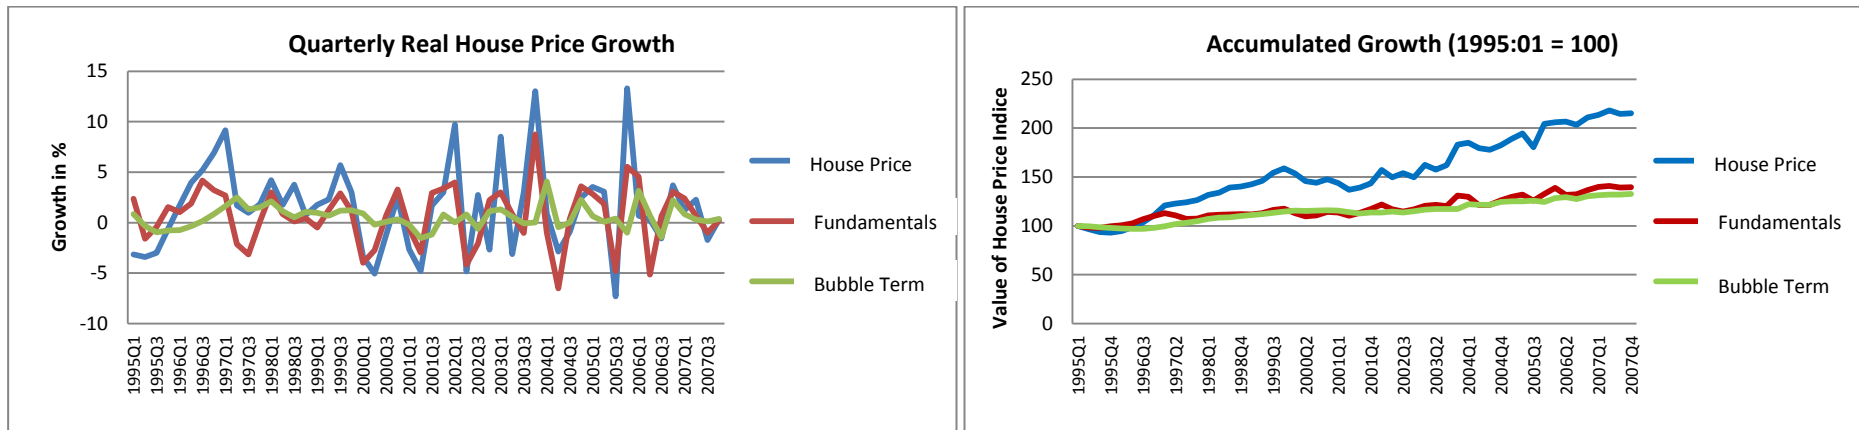 Quarterly Real House Price Growth
Growth in %
15
10
5
0
-5
-10
1995Q1
1995Q3
1996Q1
1996Q3
1997Q1
1997Q3
1998Q1
1998Q3
1999Q1
1999Q3
2000Q1
2000Q3
2001Q1
2001Q3
2002Q1
2002Q3
2003Q1
2003Q3
2004Q1
2004Q3
2005Q1
2005Q3
2006Q1
2006Q3
2007Q1
2007Q3
House Price
Fundamentals
Bubble Term
Accumulated Growth (1995:01 = 100)
Value of House Price Indice
250
200
150
100
50
0
1995Q1
1995Q4
1996Q3
1997Q2
1998Q1
1998Q4
1999Q3
2000Q2
2001Q1
2001Q4
2002Q3
2003Q2
2004Q1
2004Q4
2005Q3
2006Q2
2007Q1
2007Q4
House Price
Fundamentals
Bubble Term